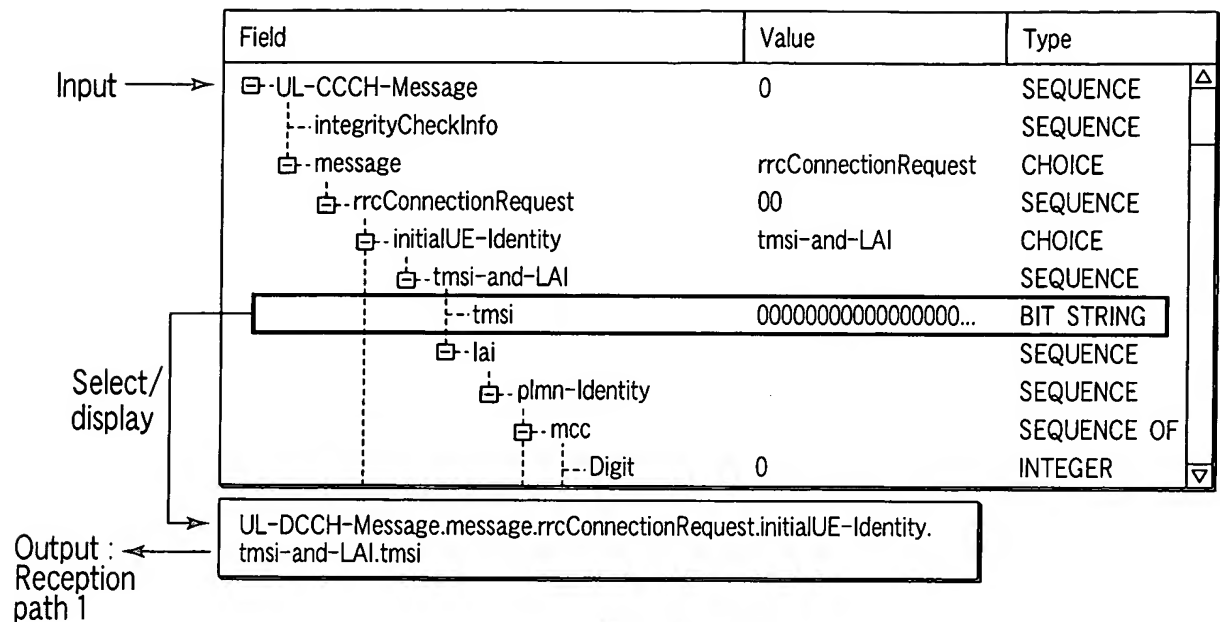 Field Value Type
Input
UL-CCCH-Message 0 SEQUENCE
integrityCheckInfo SEQUENCE
message rrcConnectionRequest CHOICE
rrcConnectionRequest 00 SEQUENCE
initialUE-Identity tmsi-and-LAI CHOICE
tmsi-and-LAI SEQUENCE
tmsi 00000000000000000... BIT STRING
lai SEQUENCE
plmn-Identity SEQUENCE
mcc SEQUENCE OF
Digit 0 INTEGER
Select/
display
UL-DCCH-Message.message.rrcConnectionRequest.initialUE-Identity.
tmsi-and-LAI.tmsi
Output :
Reception
path 1